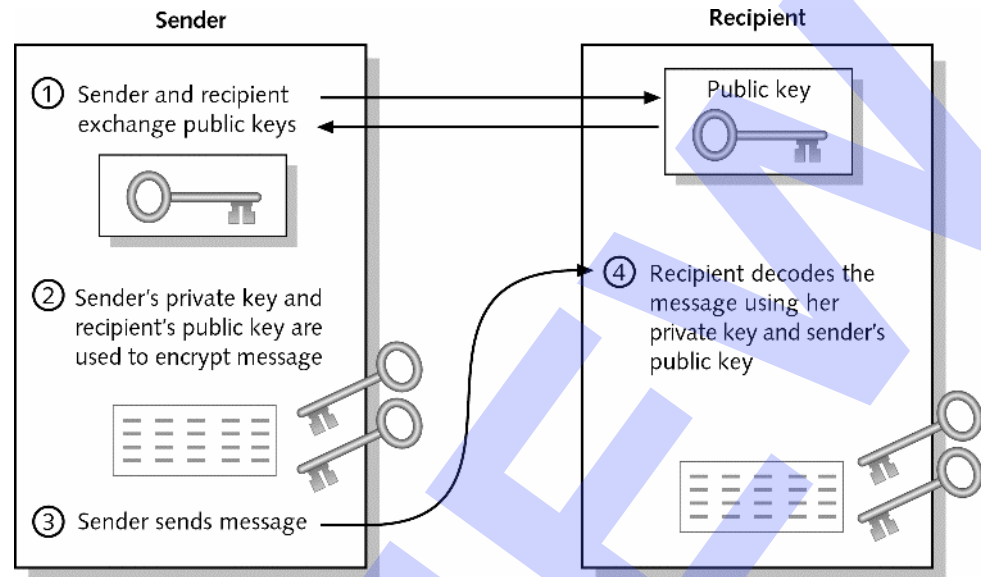 Sender
Recipient
1 Sender and recipient
exchange public keys
Public key
2 Sender's private key and
recipient's public key are
used to encrypt message
3 Sender sends message
4 Recipient decodes the
message using her
private key and sender's
public key